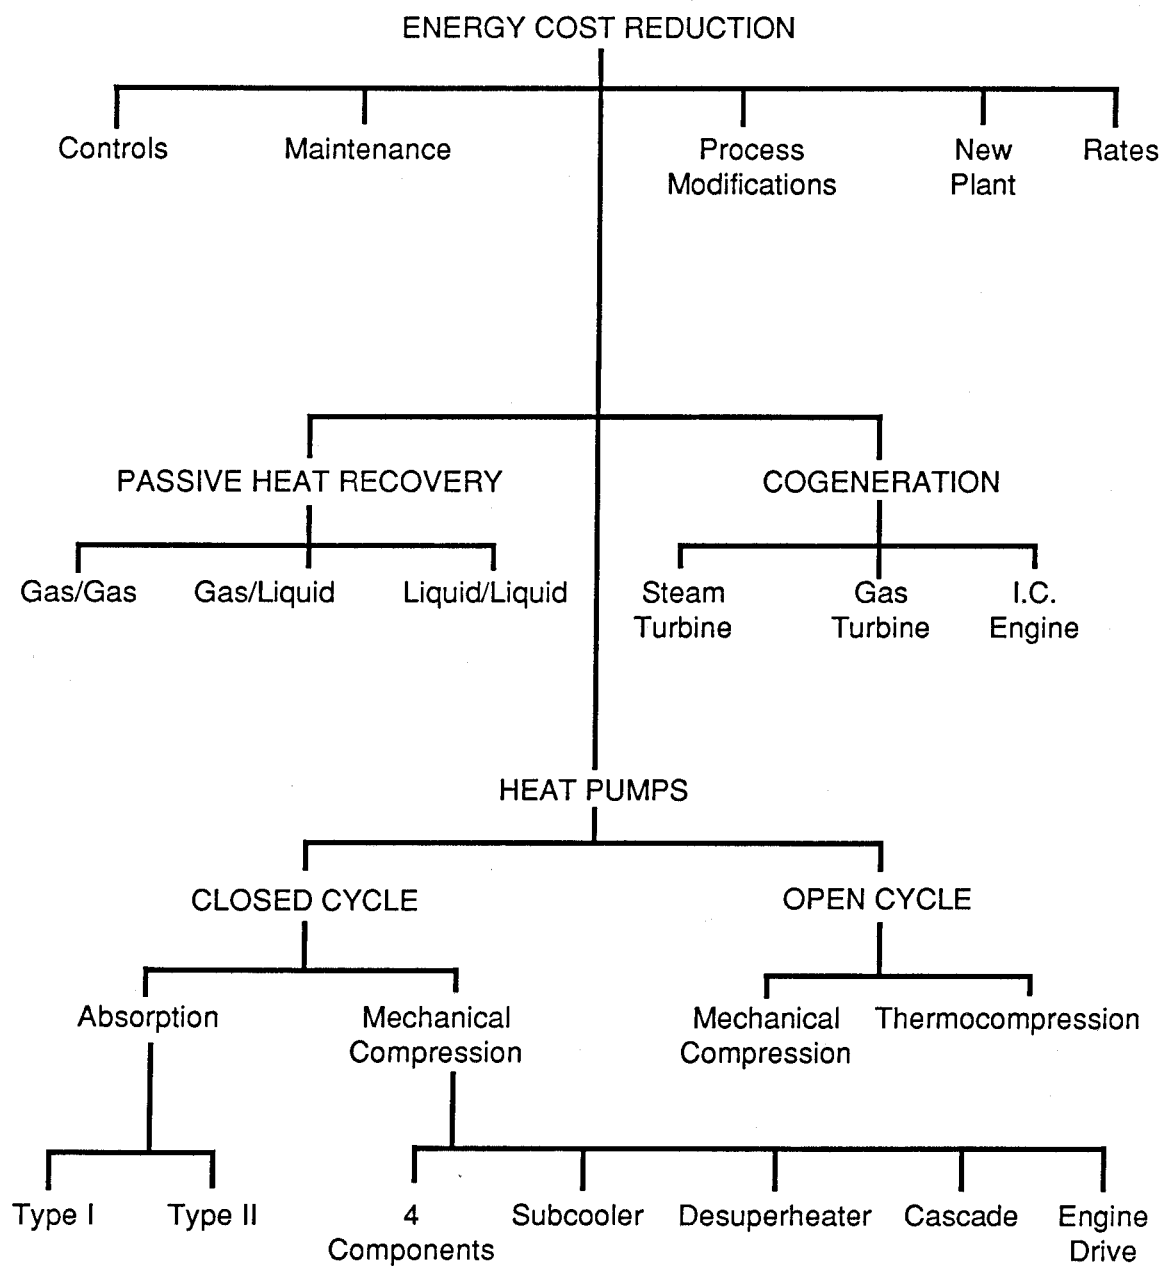 ENERGY COST REDUCTION
Controls
Maintenance
Process
Modifications
New
Plant
Rates
PASSIVE HEAT RECOVERY
COGENERATION
Gas/Gas
Gas/Liquid
Liquid/Liquid
Steam
Turbine
Gas
Turbine
I.C.
Engine
HEAT PUMPS
CLOSED CYCLE
OPEN CYCLE
Absorption
Mechanical
Compression
Mechanical
Compression
Thermocompression
Type I
Type II
4
Components
Subcooler
Desuperheater
Cascade
Engine
Drive